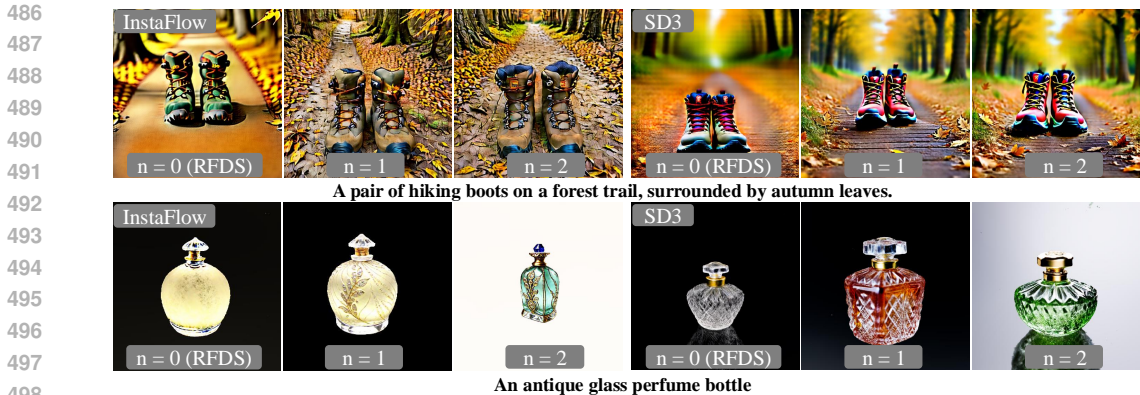 486
487
488
489
490
491
492
493
494
495
496
497
498
InstaFlow
SD3
n = 0 (RFDS)
n = 1
n = 2
n = 0 (RFDS)
n = 1
n = 2
A pair of hiking boots on a forest trail, surrounded by autumn leaves.
InstaFlow
SD3
n = 0 (RFDS)
n = 1
n = 2
n = 0 (RFDS)
n = 1
n = 2
An antique glass perfume bottle